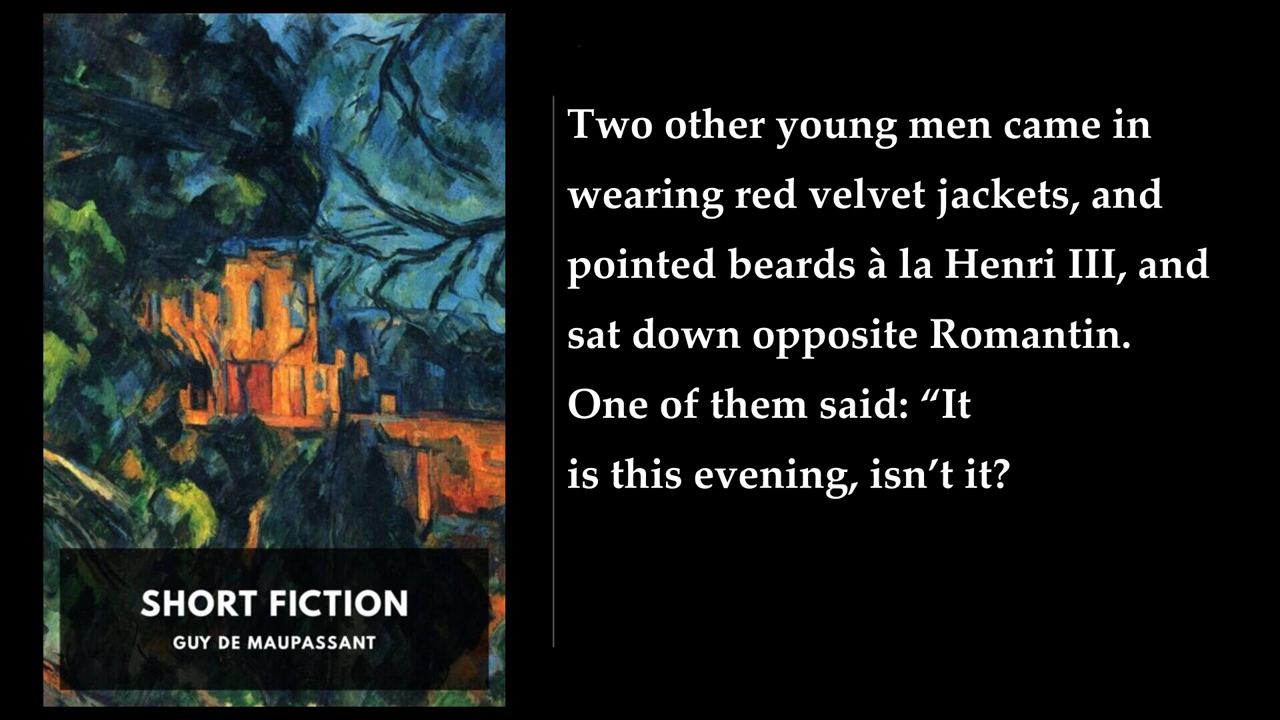 Two other young men came in
wearing red velvet jackets, and
pointed beards à la Henri III, and
sat down opposite Romantin.
One of them said: “It
is this evening, isn’t it?
SHORT FICTION
GUY DE MAUPASSANT